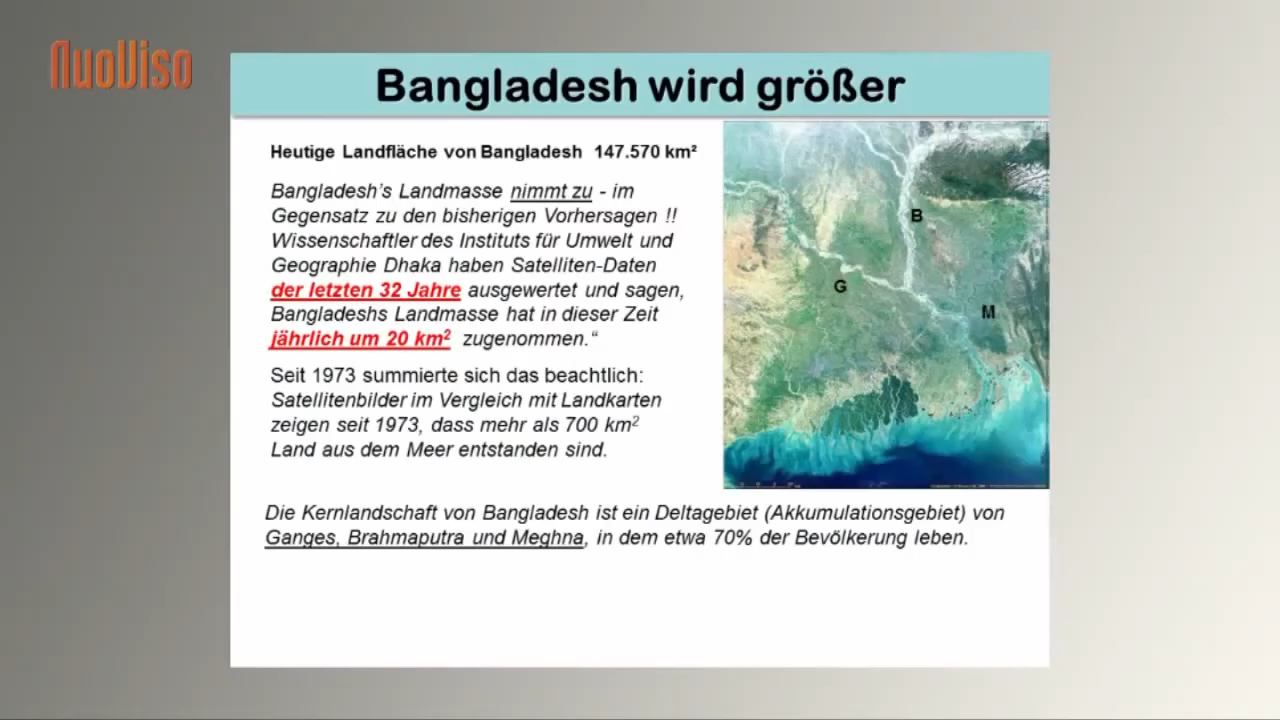 NuoViso
Bangladesh wird größer
Heutige Landfläche von Bangladesh 147.570 km²
Bangladesh's Landmasse nimmt zu - im
Gegensatz zu den bisherigen Vorhersagen !!
Wissenschaftler des Instituts für Umwelt und
Geographie Dhaka haben Satelliten-Daten
der letzten 32 Jahre ausgewertet und sagen,
Bangladeshs Landmasse hat in dieser Zeit
jährlich um 20 km² zugenommen.“
Seit 1973 summierte sich das beachtlich:
Satellitenbilder im Vergleich mit Landkarten
zeigen seit 1973, dass mehr als 700 km²
Land aus dem Meer entstanden sind.
B
G
M
Die Kernlandschaft von Bangladesh ist ein Deltagebiet (Akkumulationsgebiet) von
Ganges, Brahmaputra und Meghna, in dem etwa 70% der Bevölkerung leben.